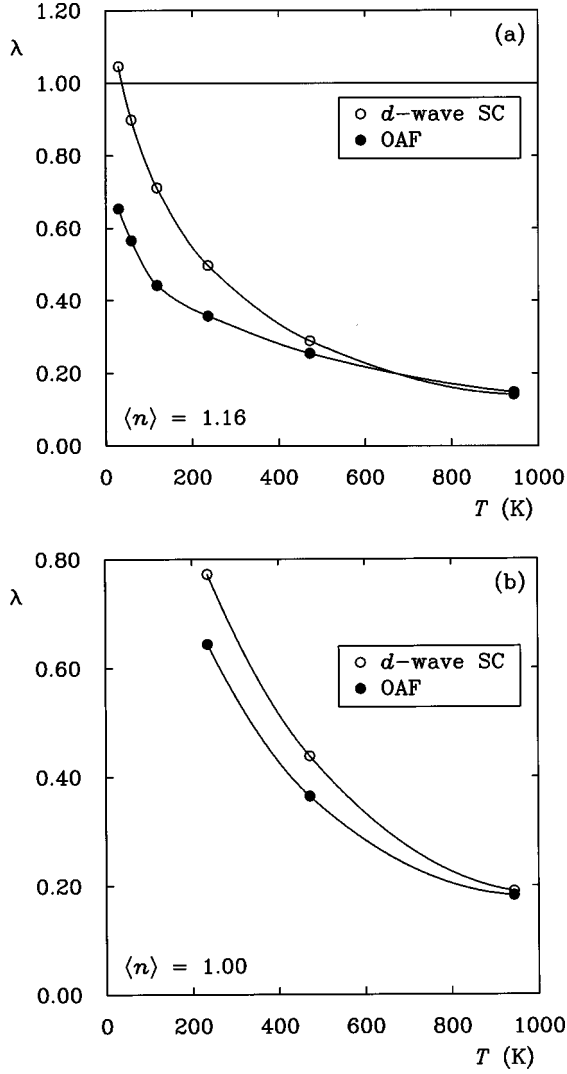 1.20
(a)
λ
1.00
○ d-wave SC
● OAF
0.80
0.60
0.40
0.20
⟨n⟩ = 1.16
0.00
0 200 400 600 800 1000
T (K)
0.80
(b)
λ
○ d-wave SC
● OAF
0.60
0.40
0.20
⟨n⟩ = 1.00
0.00
0 200 400 600 800 1000
T (K)